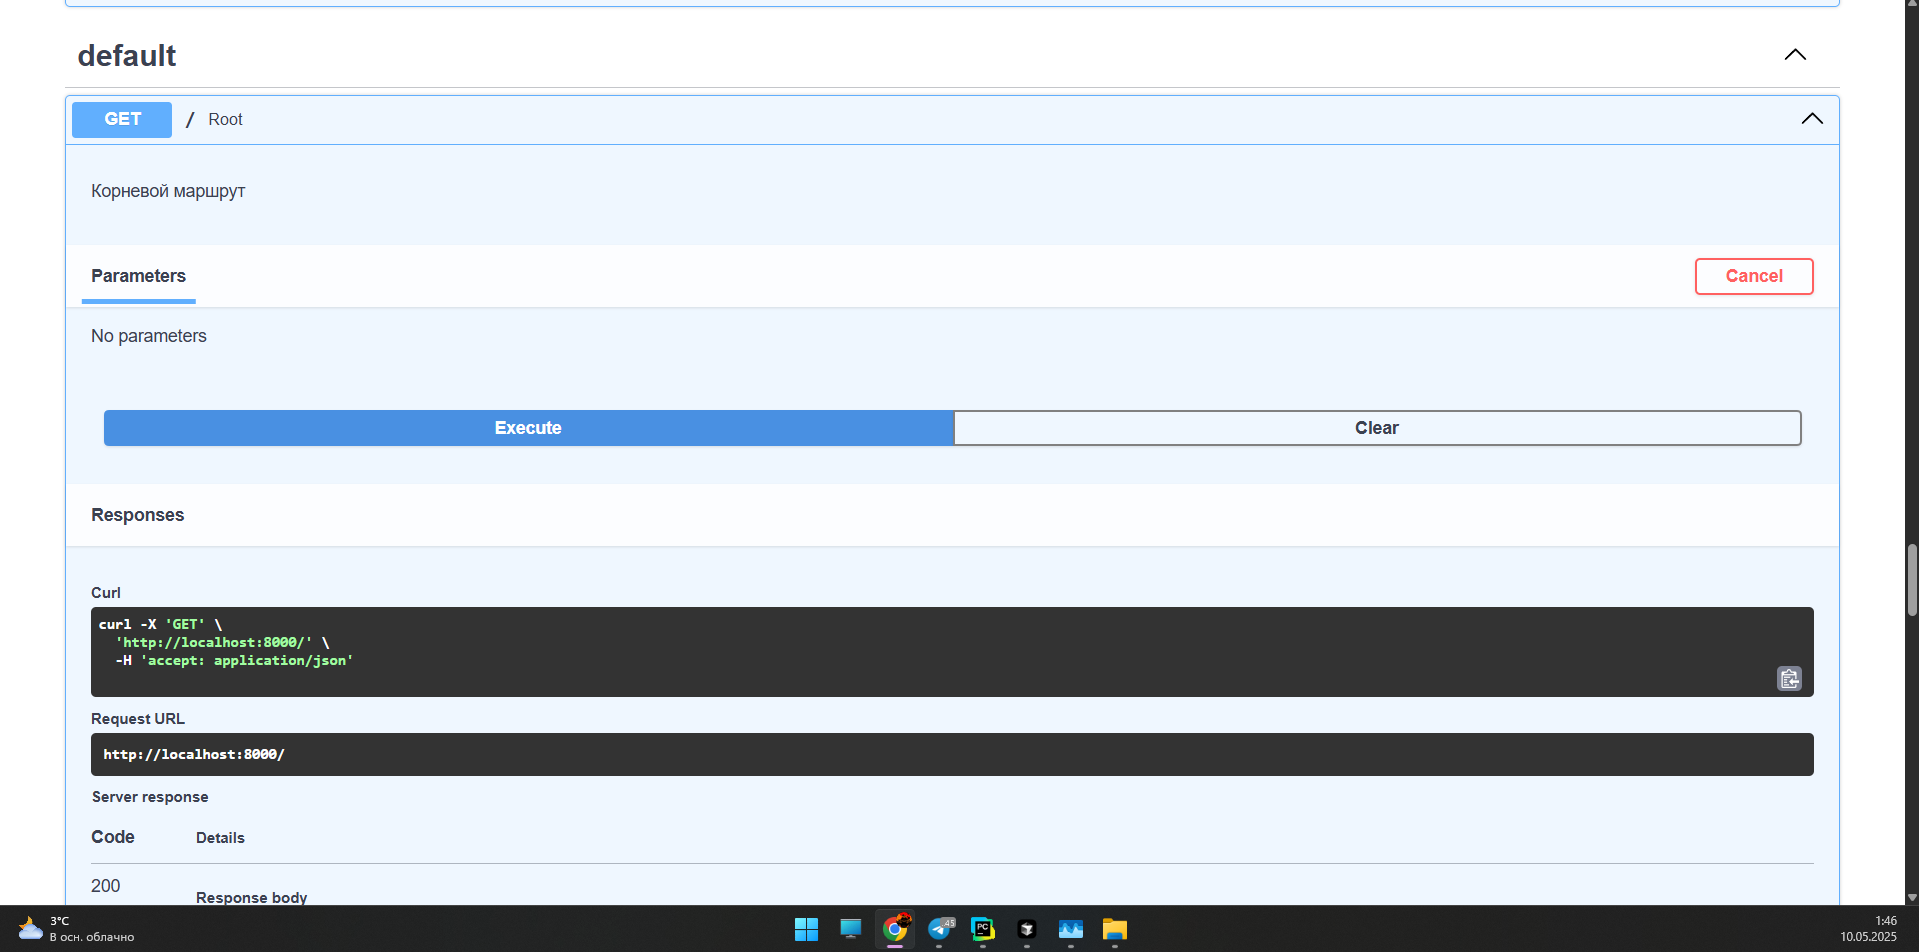 default
GET / Root
Корневой маршрут
Parameters
Cancel
No parameters
Execute
Clear
Responses
Curl
curl -X 'GET' \
  'http://localhost:8000/' \
  -H 'accept: application/json'
Request URL
http://localhost:8000/
Server response
Code Details
200
Response body
3°C
В осн. облачно
45
PC
1:46
10.05.2025